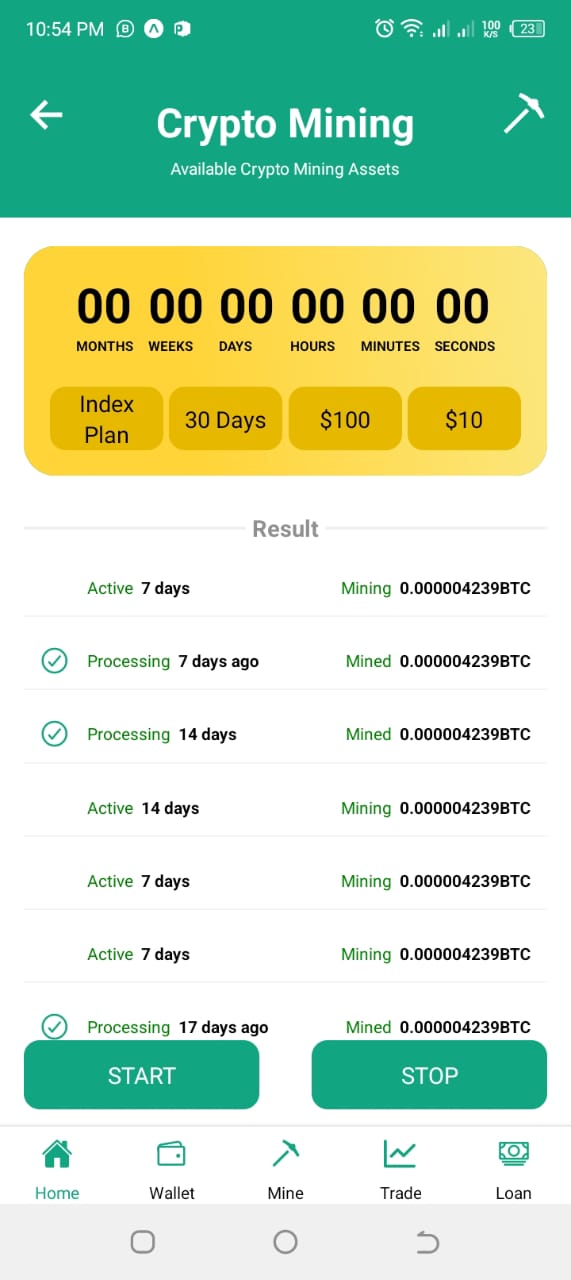 10:54 PM
100
K/S
23
Crypto Mining
Available Crypto Mining Assets
00 00 00 00 00 00
MONTHS WEEKS DAYS HOURS MINUTES SECONDS
Index
Plan
30 Days
$100
$10
Result
Active 7 days Mining 0.000004239BTC
Processing 7 days ago Mined 0.000004239BTC
Processing 14 days Mined 0.000004239BTC
Active 14 days Mining 0.000004239BTC
Active 7 days Mining 0.000004239BTC
Active 7 days Mining 0.000004239BTC
Processing 17 days ago Mined 0.000004239BTC
START STOP
Home Wallet Mine Trade Loan